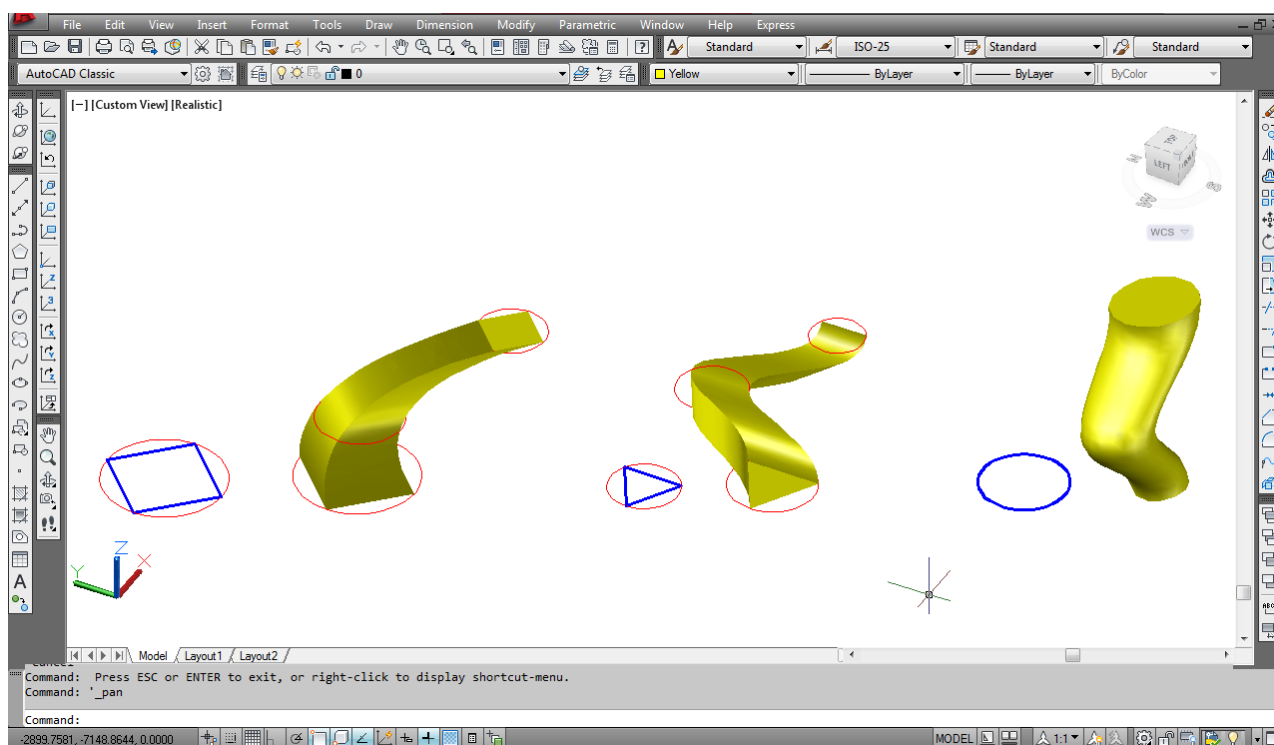 File Edit View Insert Format Tools Draw Dimension Modify Parametric Window Help Express
Standard ISO-25 Standard Standard
AutoCAD Classic 0 Yellow ByLayer ByLayer ByColor
[−] [Custom View] [Realistic]
LEFT
WCS
Z
X
Y
Model Layout1 Layout2
Command: Press ESC or ENTER to exit, or right-click to display shortcut-menu.
Command: '_pan
Command:
-2899.7581, -7148.8644, 0.0000 MODEL 1:1